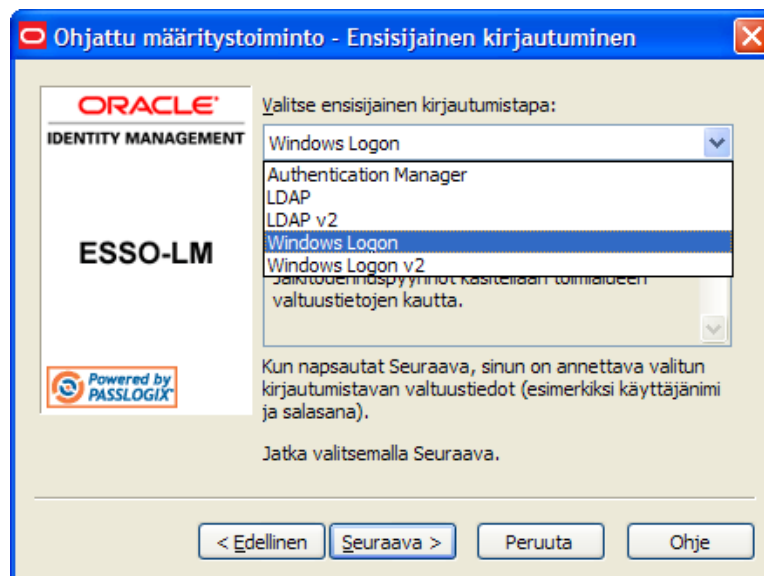 Ohjattu määritystoiminto - Ensisijainen kirjautuminen
ORACLE
IDENTITY MANAGEMENT
ESSO-LM
Powered by
PASSLOGIX
Valitse ensisijainen kirjautumistapa:
Windows Logon
Authentication Manager
LDAP
LDAP v2
Windows Logon
Windows Logon v2
toimialueen
valtuustietojen kautta.
Kun napsautat Seuraava, sinun on annettava valitun
kirjautumistavan valtuustiedot (esimerkiksi käyttäjänimi
ja salasana).
Jatka valitsemalla Seuraava.
< Edellinen
Seuraava >
Peruuta
Ohje